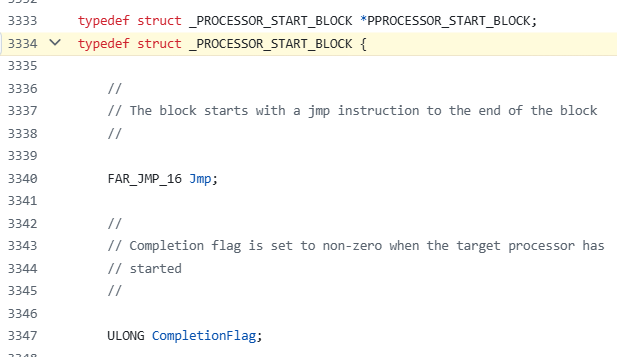 3333 typedef struct _PROCESSOR_START_BLOCK *PPROCESSOR_START_BLOCK;
3334 typedef struct _PROCESSOR_START_BLOCK {
3335
3336 //
3337 // The block starts with a jmp instruction to the end of the block
3338 //
3339
3340 FAR_JMP_16 Jmp;
3341
3342 //
3343 // Completion flag is set to non-zero when the target processor has
3344 // started
3345 //
3346
3347 ULONG CompletionFlag;